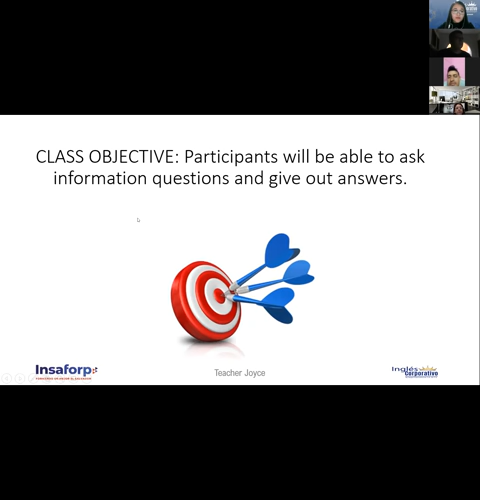 CLASS OBJECTIVE: Participants will be able to ask
information questions and give out answers.
Insaforp
Teacher Joyce
Inglés
Corporativo